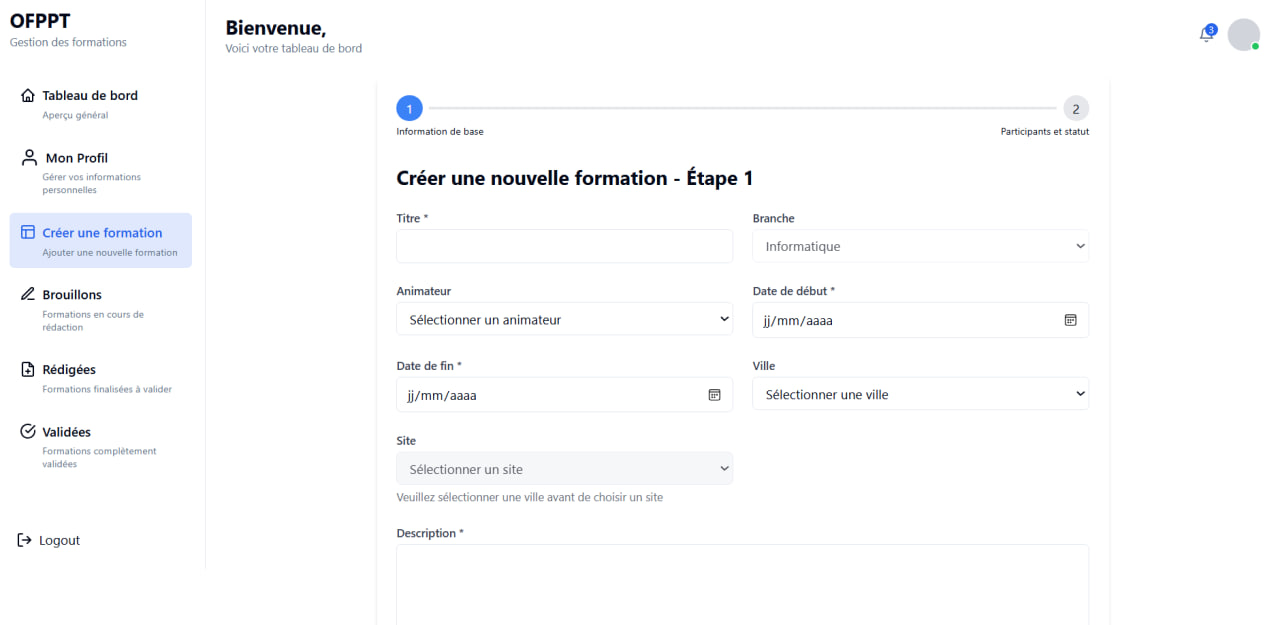 OFPPT
Gestion des formations
Tableau de bord
Aperçu général
Mon Profil
Gérer vos informations
personnelles
Créer une formation
Ajouter une nouvelle formation
Brouillons
Formations en cours de
rédaction
Rédigées
Formations finalisées à valider
Validées
Formations complètement
validées
Logout
Bienvenue,
Voici votre tableau de bord
3
1
2
Information de base
Participants et statut
Créer une nouvelle formation - Étape 1
Titre *
Branche
Informatique
Animateur
Sélectionner un animateur
Date de début *
jj/mm/aaaa
Date de fin *
jj/mm/aaaa
Ville
Sélectionner une ville
Site
Sélectionner un site
Veuillez sélectionner une ville avant de choisir un site
Description *